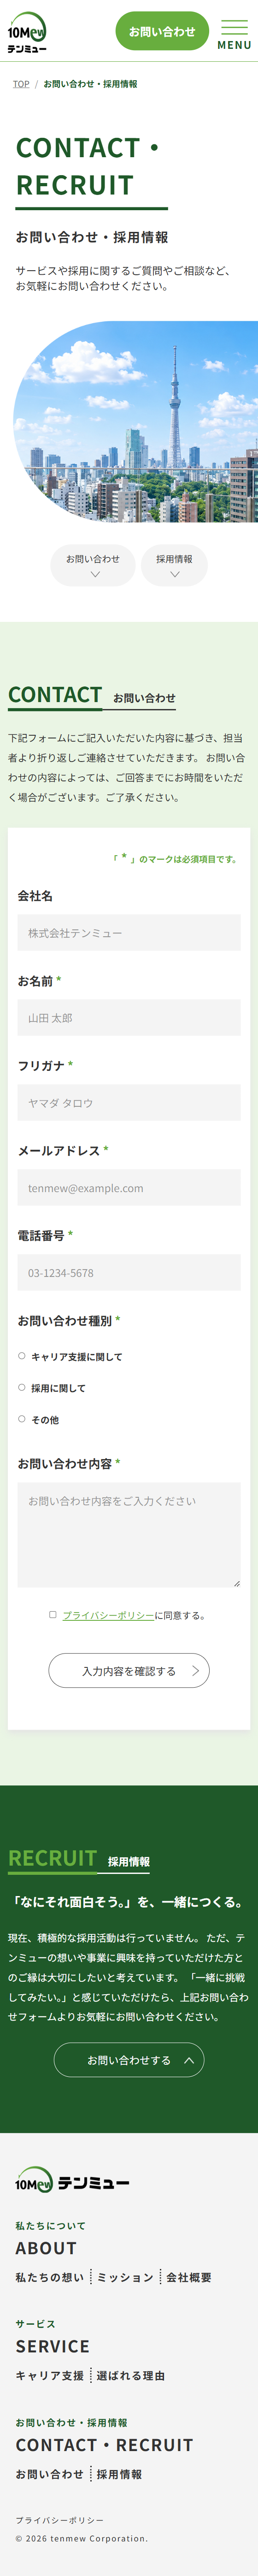 10Mew
テンミュー
お問い合わせ
MENU
TOP / お問い合わせ・採用情報
CONTACT・
RECRUIT
お問い合わせ・採用情報
サービスや採用に関するご質問やご相談など、
お気軽にお問い合わせください。
お問い合わせ
採用情報
CONTACT お問い合わせ
下記フォームにご記入いただいた内容に基づき、担当
者より折り返しご連絡させていただきます。 お問い合
わせの内容によっては、ご回答までにお時間をいただ
く場合がございます。ご了承ください。
「 * 」のマークは必須項目です。
会社名
株式会社テンミュー
お名前 *
山田 太郎
フリガナ *
ヤマダ タロウ
メールアドレス *
tenmew@example.com
電話番号 *
03-1234-5678
お問い合わせ種別 *
キャリア支援に関して
採用に関して
その他
お問い合わせ内容 *
お問い合わせ内容をご入力ください
プライバシーポリシーに同意する。
入力内容を確認する
RECRUIT 採用情報
「なにそれ面白そう。」を、一緒につくる。
現在、積極的な採用活動は行っていません。 ただ、テ
ンミューの想いや事業に興味を持っていただけた方と
のご縁は大切にしたいと考えています。 「一緒に挑戦
してみたい。」と感じていただけたら、上記お問い合わ
せフォームよりお気軽にお問い合わせください。
お問い合わせする
10Mew テンミュー
私たちについて
ABOUT
私たちの想い ミッション 会社概要
サービス
SERVICE
キャリア支援 選ばれる理由
お問い合わせ・採用情報
CONTACT・RECRUIT
お問い合わせ 採用情報
プライバシーポリシー
© 2026 tenmew Corporation.